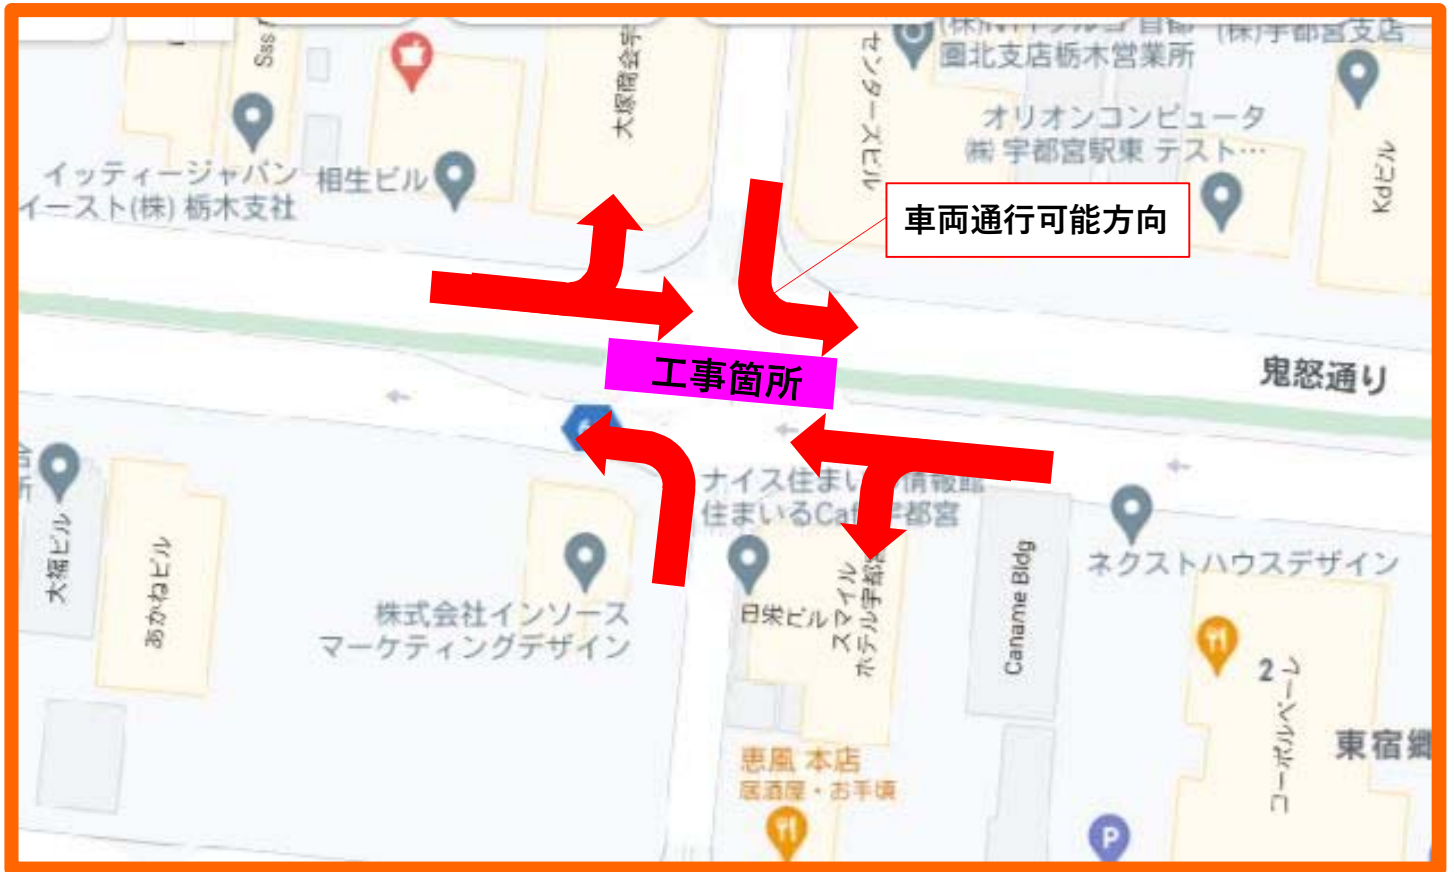 圏北支店栃木営業所
(株)宇都宮支店
Sas
大塚商会宇
センターズビル
オリオンコンピュータ
㈱ 宇都宮駅東 テスト…
Kdビル
イッティージャパン
イースト(株) 栃木支社
相生ビル
車両通行可能方向
工事箇所
鬼怒通り
ナイス住まい 情報館
住まいるCaf 宇都宮
大福ビル
あかねビル
株式会社インソース
マーケティングデザイン
日栄ビル
スマイル
ホテル宇都宮
Caname Bldg
ネクストハウスデザイン
2
コーポルベール
東宿郷
恵風 本店
居酒屋・お手頃
P